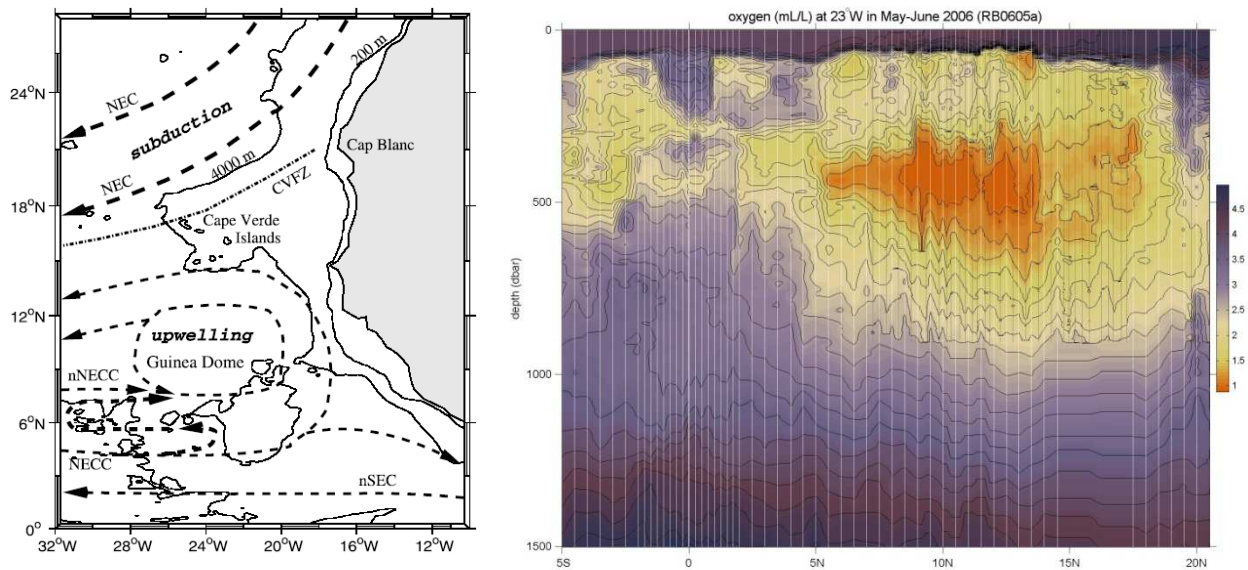 NEC
subduction
200 m
24°N
Cap Blanc
NEC
4000 m
CVFZ
18°N
Cape Verde
Islands
12°N
upwelling
Guinea Dome
nNECC
6°N
NECC
nSEC
0°
32°W 28°W 24°W 20°W 16°W 12°W
oxygen (mL/L) at 23°W in May-June 2006 (RB0605a)
0
500
1000
1500
depth (dbar)
5S 0 5N 10N 15N 20N
4.5
4
3.5
3
2.5
2
1.5
1